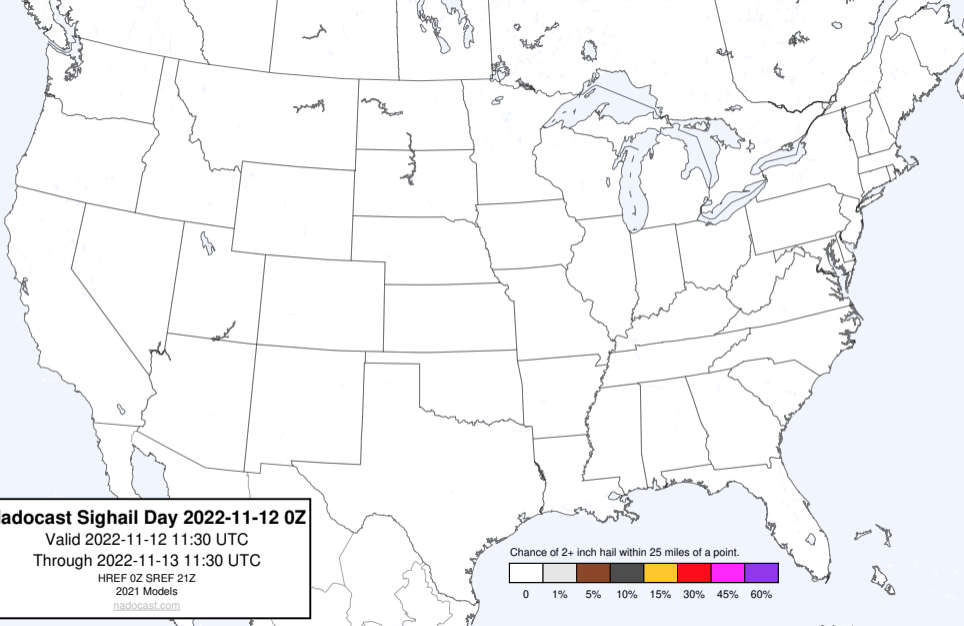 adocast Sighail Day 2022-11-12 0Z
Valid 2022-11-12 11:30 UTC
Through 2022-11-13 11:30 UTC
HREF 0Z SREF 21Z
2021 Models
nadocast.com
Chance of 2+ inch hail within 25 miles of a point.
0 1% 5% 10% 15% 30% 45% 60%